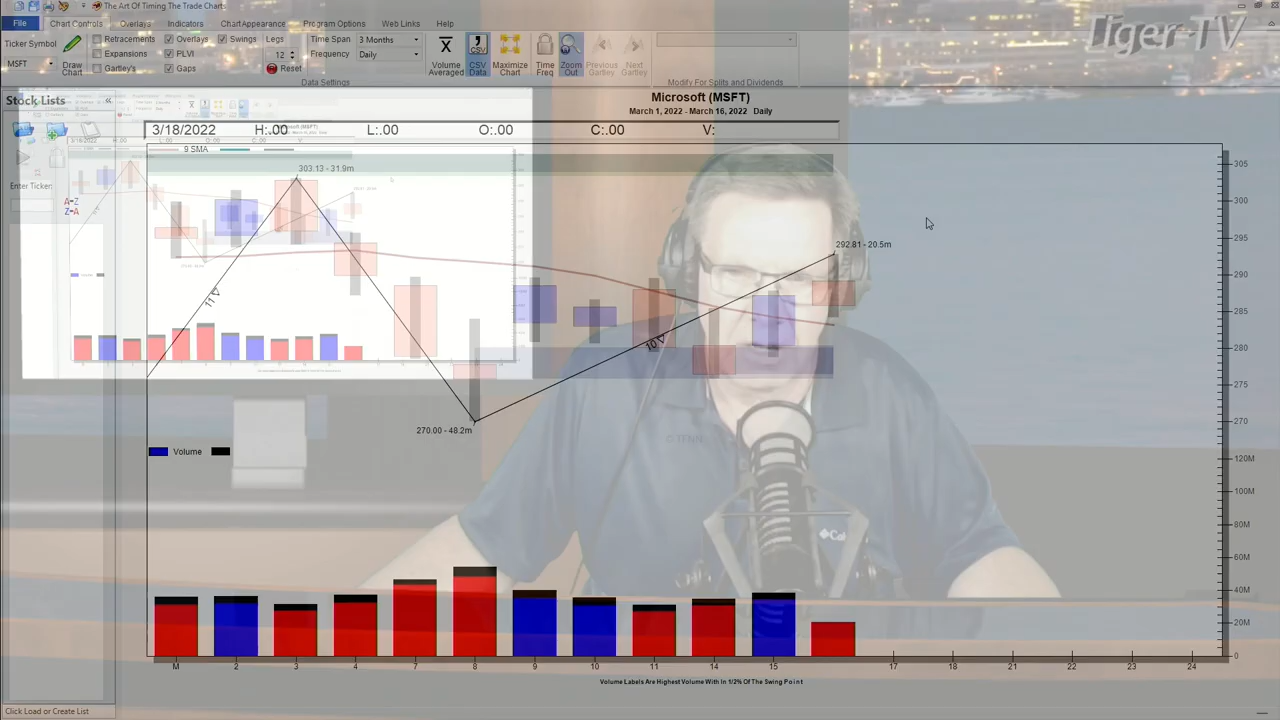 The Art Of Timing The Trade Charts
Tiger-TV
File Chart Controls Overlays Indicators Chart Appearance Program Options Web Links Help
Ticker Symbol
MSFT
Draw Chart
Retracements
Expansions
Gartley's
Overlays
PLVI
Gaps
Swings
Legs
12
Reset
Time Span 3 Months
Frequency Daily
Data Settings
Volume Averaged
CSV Data
Maximize Chart
Time Freq
Zoom Out
Previous Gartley
Next Gartley
Modify For Splits and Dividends
Stock Lists
Enter Ticker:
A-Z
Z-A
Microsoft (MSFT)
March 1, 2022 - March 16, 2022 Daily
3/18/2022 H:.00 L:.00 O:.00 C:.00 V:
9 SMA
303.13 - 31.9m
292.81 - 20.5m
270.00 - 48.2m
11
10
© TFNN
Col
305
300
295
290
285
280
275
270
120M
100M
80M
60M
40M
20M
0
Volume
M 2 3 4 7 8 9 10 11 14 15 17 18 22 23 24
Volume Labels Are Highest Volume With In 1/2% Of The Swing Point
Click Load or Create List